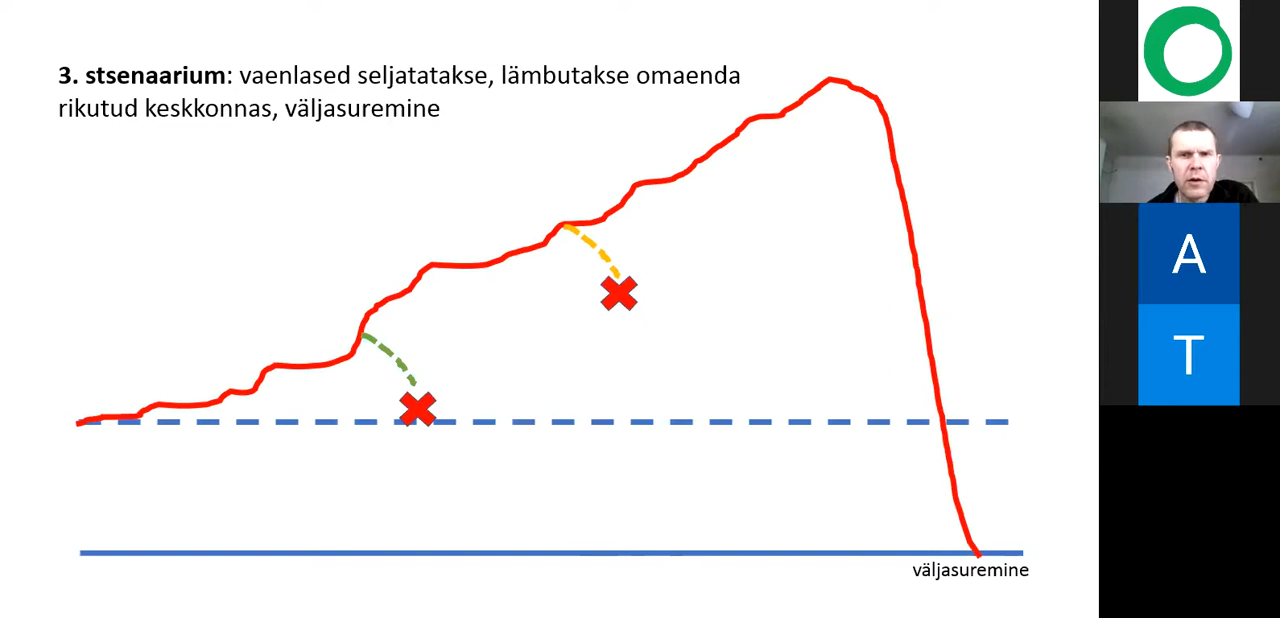 3. stsenaarium: vaenlased seljatatakse, lämbutakse omaenda
rikutud keskkonnas, väljasuremine
väljasuremine
A
T